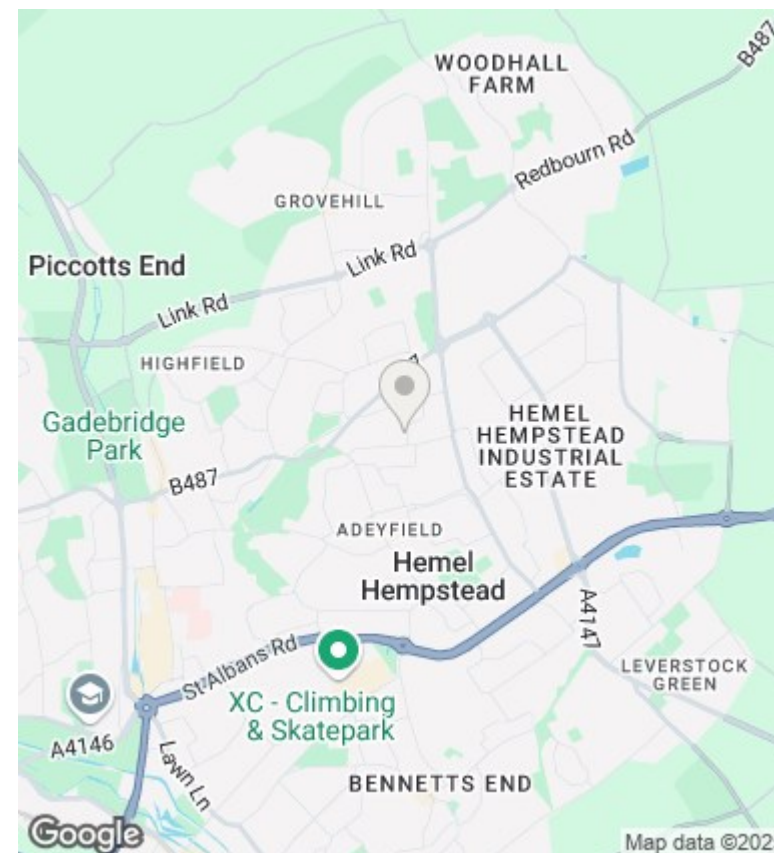 WOODHALL
FARM
B487
Redbourn Rd
GROVEHILL
Link Rd
Piccotts End
Link Rd
HIGHFIELD
Gadebridge
Park
HEMEL
HEMPSTEAD
INDUSTRIAL
ESTATE
B487
ADEYFIELD
Hemel
Hempstead
A4147
St Albans Rd
LEVERSTOCK
GREEN
XC - Climbing
& Skatepark
A4146
Lawn Ln
BENNETTS END
Google
Map data ©202